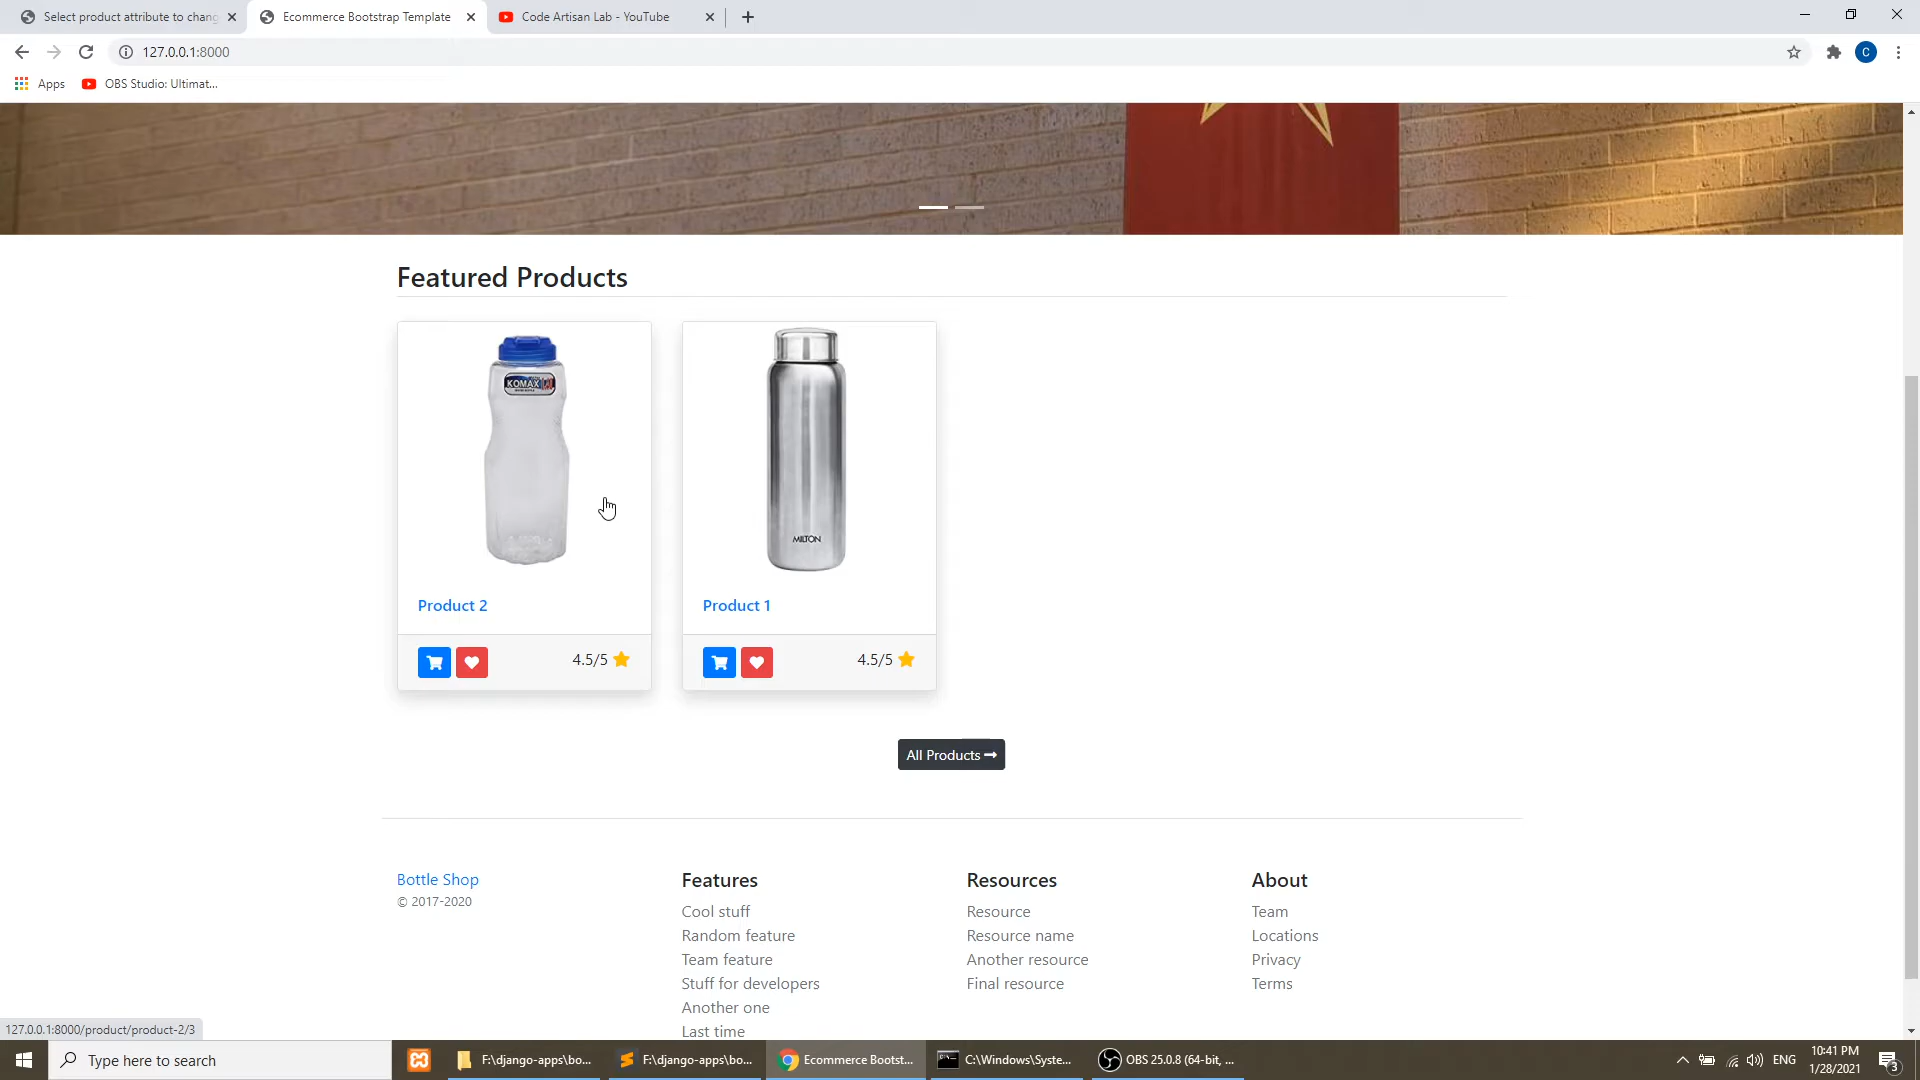 Select product attribute to chang
Ecommerce Bootstrap Template
Code Artisan Lab - YouTube
127.0.0.1:8000
C
Apps
OBS Studio: Ultimat...
Featured Products
KOMAX
MILTON
Product 2
Product 1
4.5/5
4.5/5
All Products
Bottle Shop
© 2017-2020
Features
Cool stuff
Random feature
Team feature
Stuff for developers
Another one
Last time
Resources
Resource
Resource name
Another resource
Final resource
About
Team
Locations
Privacy
Terms
127.0.0.1:8000/product/product-2/3
Type here to search
F:\django-apps\bo...
F:\django-apps\bo...
Ecommerce Bootst...
C:\Windows\Syste...
OBS 25.0.8 (64-bit, ...
ENG
10:41 PM
1/28/2021
3